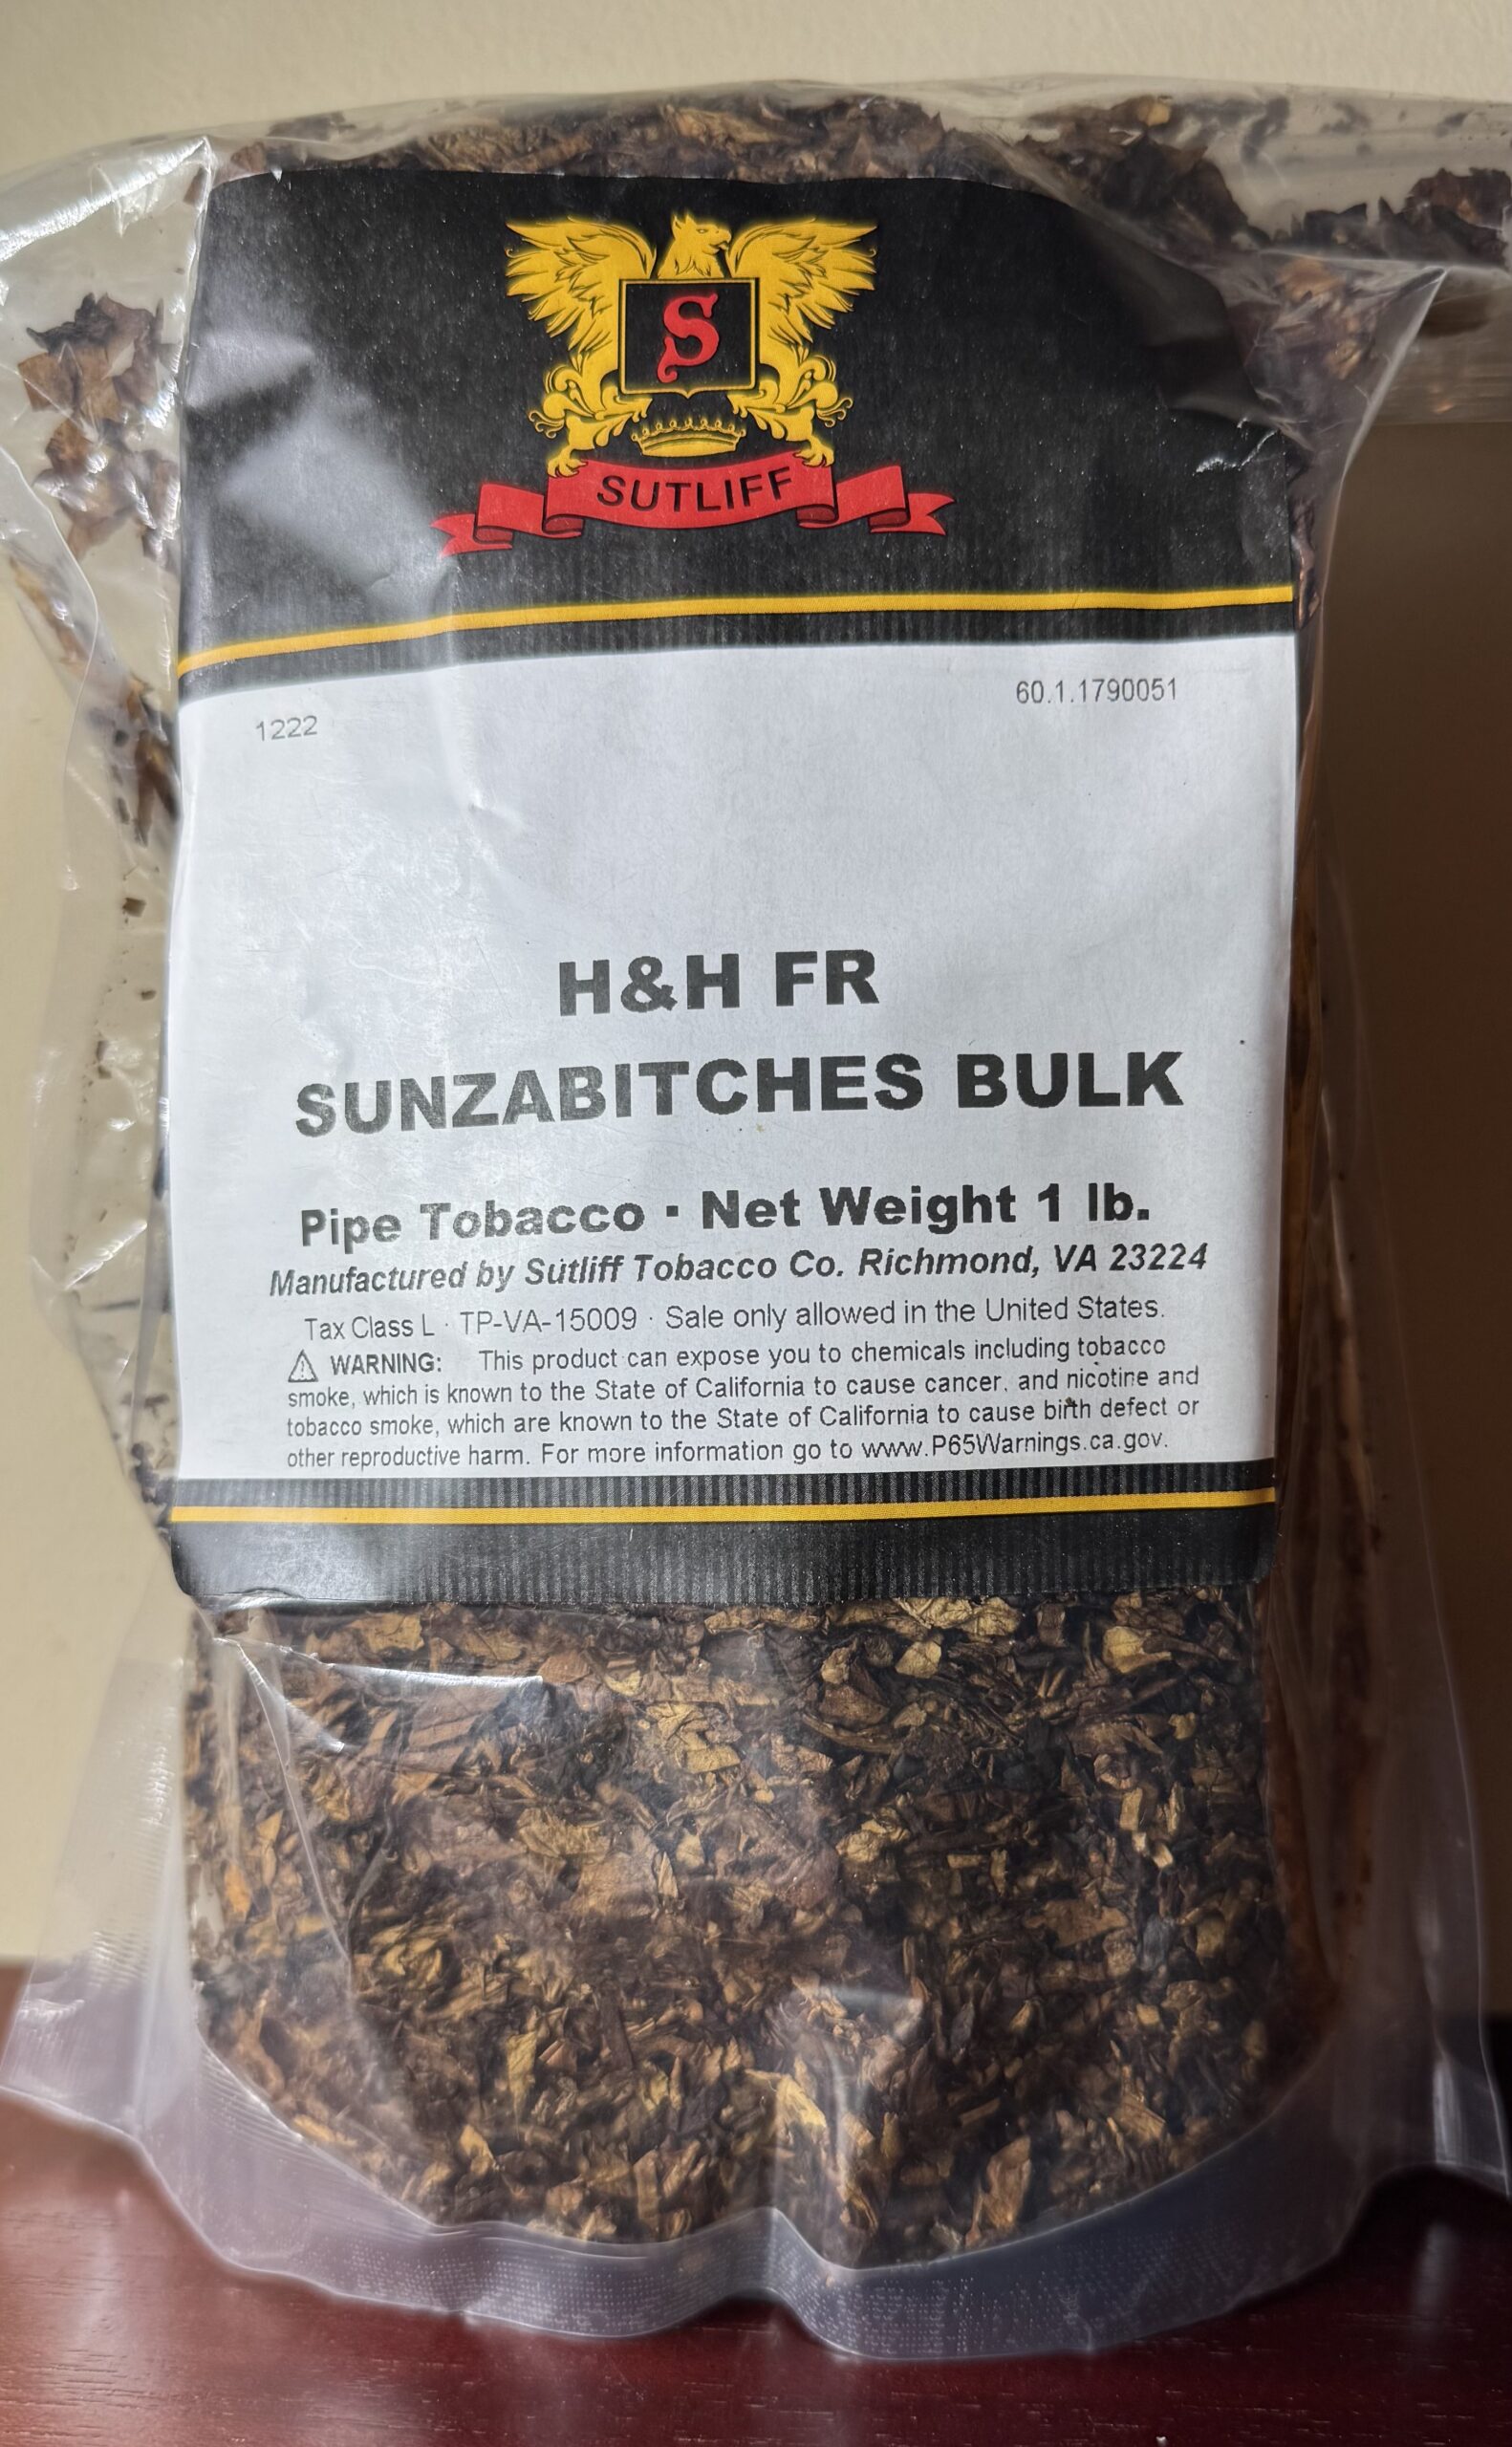 S
SUTLIFF
60.1.1790051
1222
H&H FR
SUNZABITCHES BULK
Pipe Tobacco ▪ Net Weight 1 lb.
Manufactured by Sutliff Tobacco Co. Richmond, VA 23224
Tax Class L · TP-VA-15009 · Sale only allowed in the United States.
⚠ WARNING: This product can expose you to chemicals including tobacco
smoke, which is known to the State of California to cause cancer, and nicotine and
tobacco smoke, which are known to the State of California to cause birth defect or
other reproductive harm. For more information go to www.P65Warnings.ca.gov.